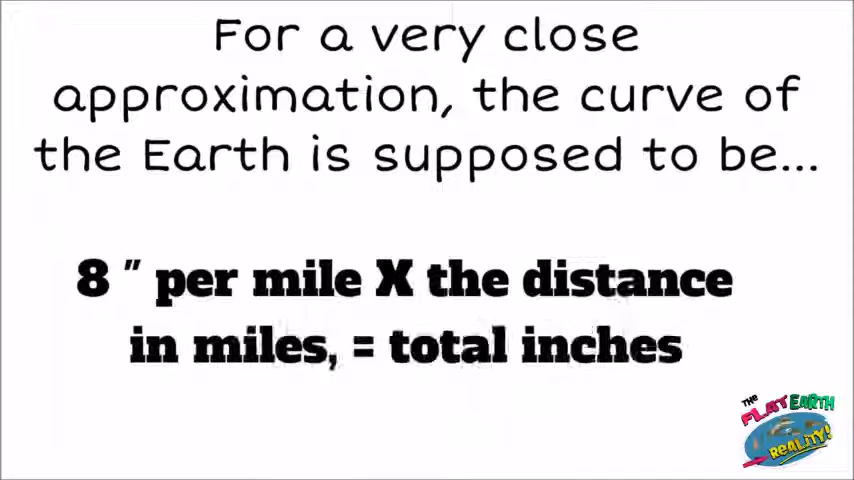 For a very close
approximation, the curve of
the Earth is supposed to be...
8 " per mile X the distance
in miles, = total inches
THE
FLAT EARTH
REALITY!